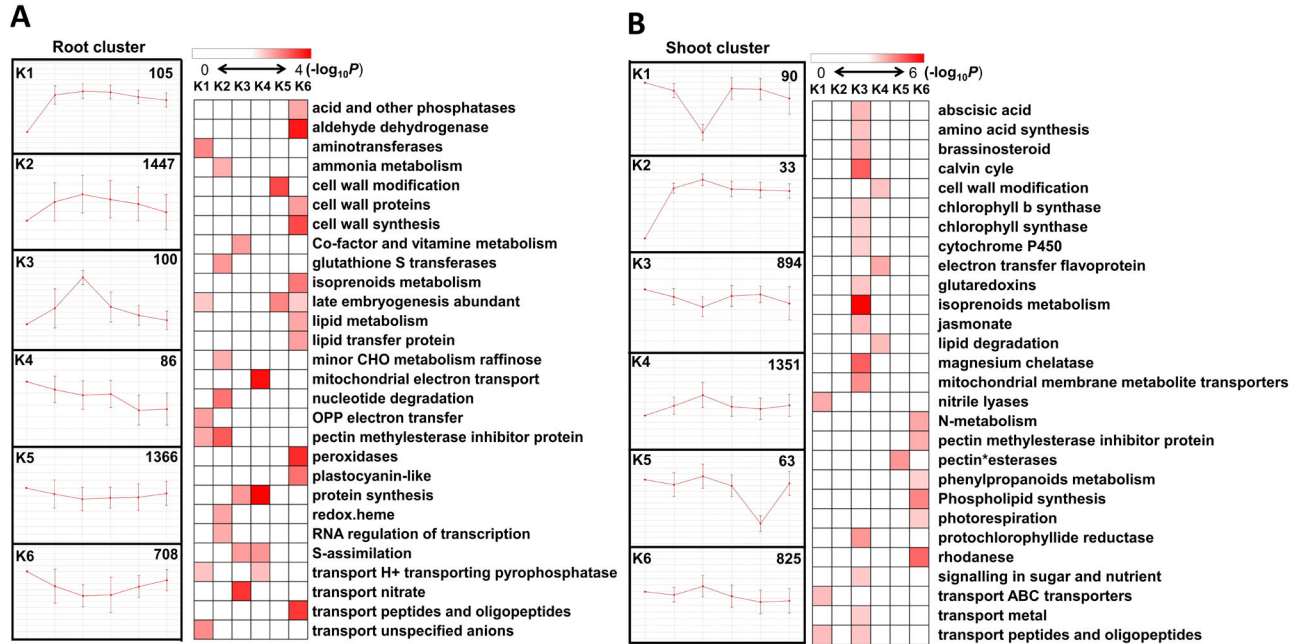 A
Root cluster
0 4 (-log10P)
K1 K2 K3 K4 K5 K6
K1 105
K2 1447
K3 100
K4 86
K5 1366
K6 708
acid and other phosphatases
aldehyde dehydrogenase
aminotransferases
ammonia metabolism
cell wall modification
cell wall proteins
cell wall synthesis
Co-factor and vitamine metabolism
glutathione S transferases
isoprenoids metabolism
late embryogenesis abundant
lipid metabolism
lipid transfer protein
minor CHO metabolism raffinose
mitochondrial electron transport
nucleotide degradation
OPP electron transfer
pectin methylesterase inhibitor protein
peroxidases
plastocyanin-like
protein synthesis
redox.heme
RNA regulation of transcription
S-assimilation
transport H+ transporting pyrophosphatase
transport nitrate
transport peptides and oligopeptides
transport unspecified anions
B
Shoot cluster
0 6 (-log10P)
K1 K2 K3 K4 K5 K6
K1 90
K2 33
K3 894
K4 1351
K5 63
K6 825
abscisic acid
amino acid synthesis
brassinosteroid
calvin cyle
cell wall modification
chlorophyll b synthase
chlorophyll synthase
cytochrome P450
electron transfer flavoprotein
glutaredoxins
isoprenoids metabolism
jasmonate
lipid degradation
magnesium chelatase
mitochondrial membrane metabolite transporters
nitrile lyases
N-metabolism
pectin methylesterase inhibitor protein
pectin*esterases
phenylpropanoids metabolism
Phospholipid synthesis
photorespiration
protochlorophyllide reductase
rhodanese
signalling in sugar and nutrient
transport ABC transporters
transport metal
transport peptides and oligopeptides